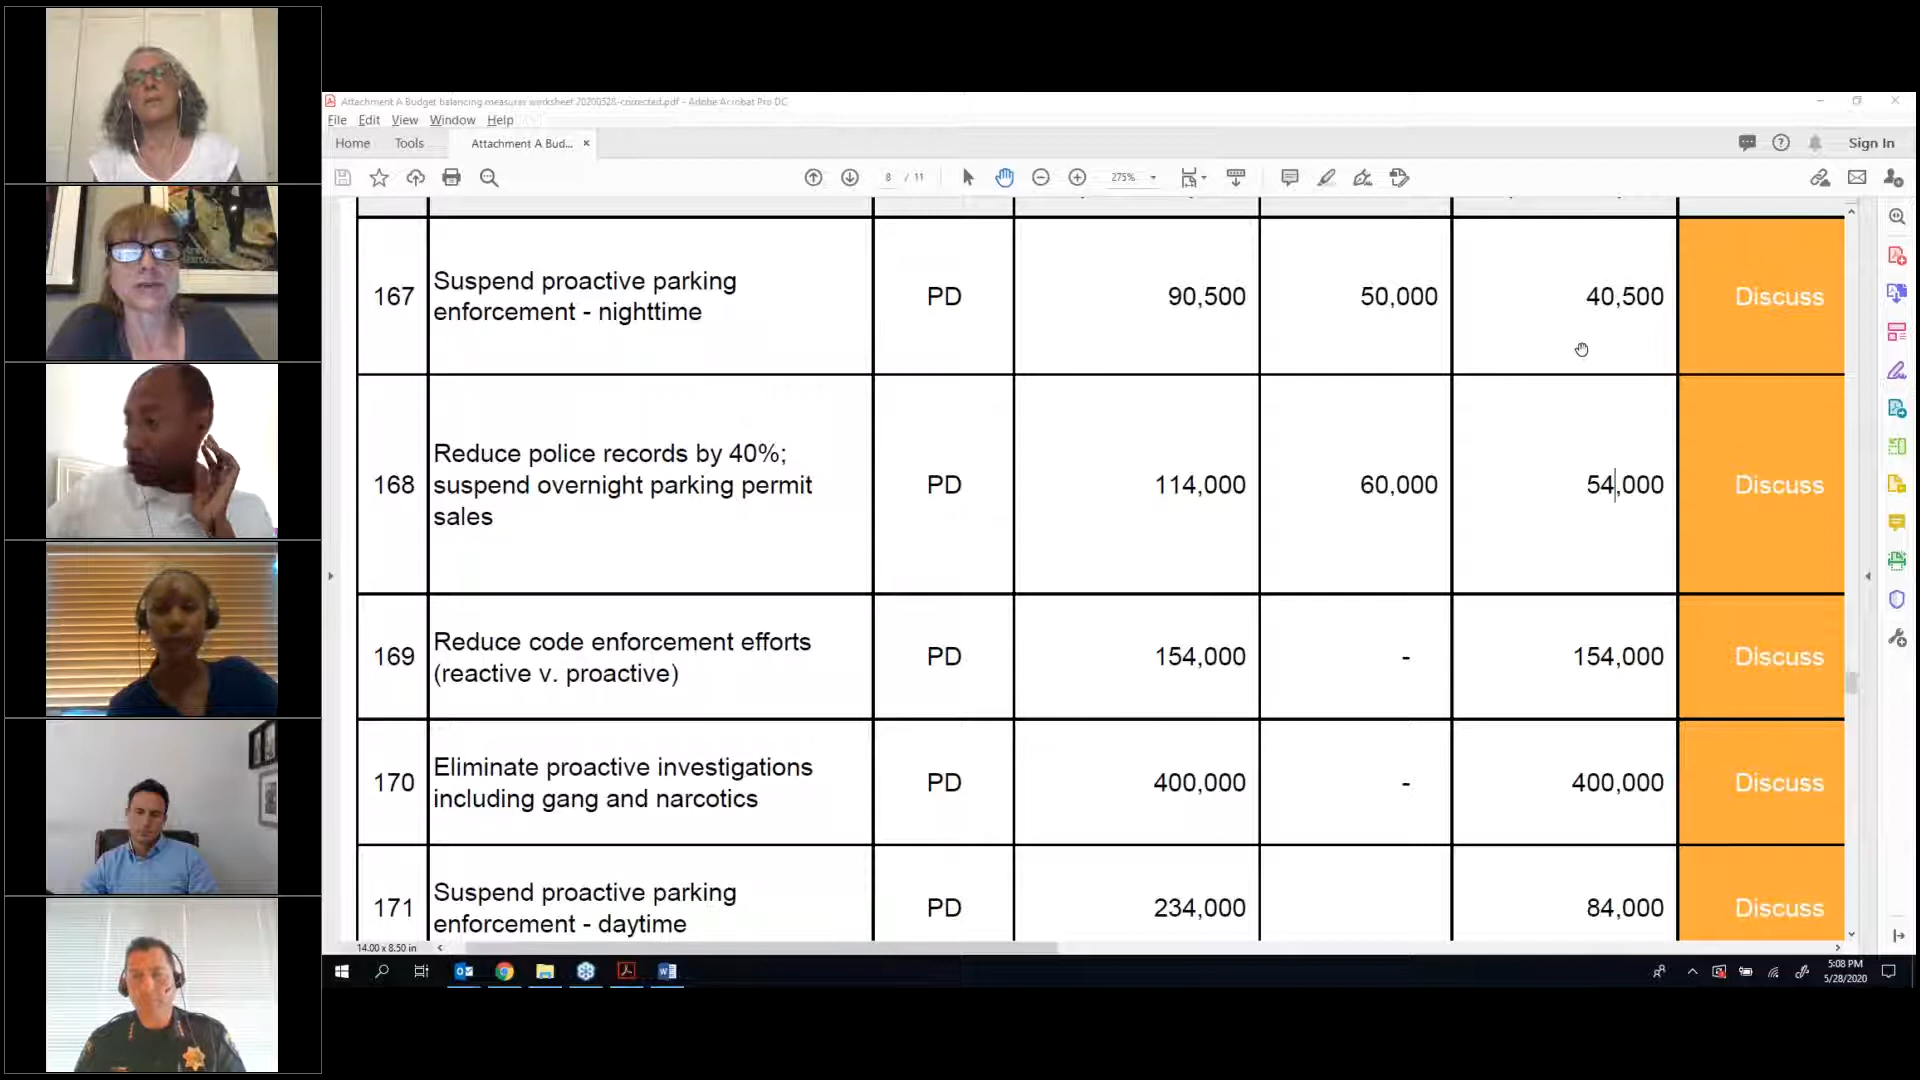 Attachment A Budget balancing measures worksheet 20200528-corrected.pdf - Adobe Acrobat Pro DC
File Edit View Window Help
Home Tools Attachment A Bud... × Sign In
8 / 11 275%
167 Suspend proactive parking enforcement - nighttime PD 90,500 50,000 40,500 Discuss
168 Reduce police records by 40%; suspend overnight parking permit sales PD 114,000 60,000 54,000 Discuss
169 Reduce code enforcement efforts (reactive v. proactive) PD 154,000 - 154,000 Discuss
170 Eliminate proactive investigations including gang and narcotics PD 400,000 - 400,000 Discuss
171 Suspend proactive parking enforcement - daytime PD 234,000 84,000 Discuss
14.00 x 8.50 in
5:08 PM
5/28/2020